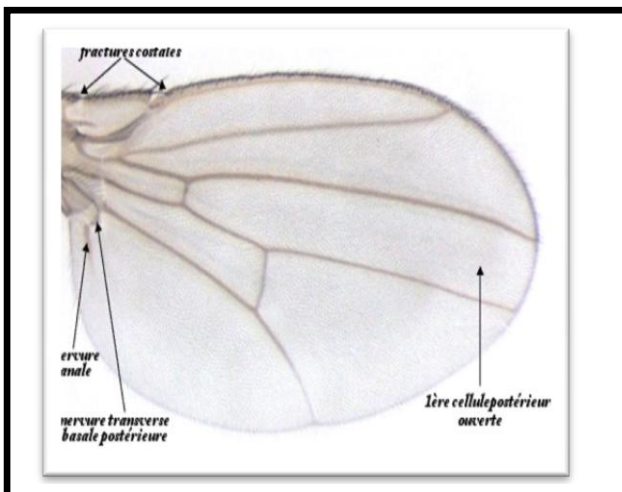 fractures costales
ervure
anale
nervure transverse
basale postérieure
1ère cellulepostérieur
ouverte